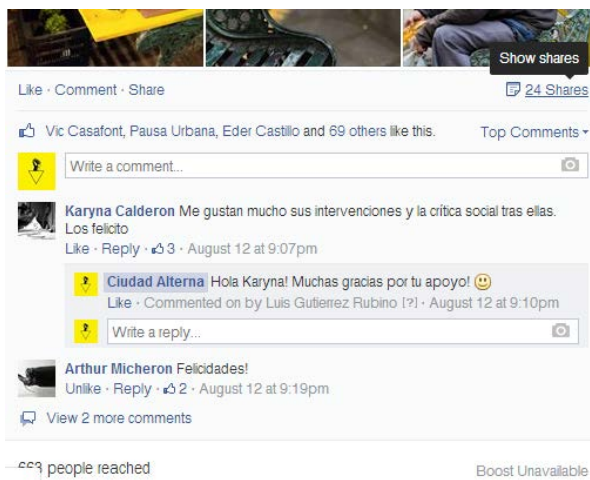 Show shares
Like · Comment · Share
24 Shares
Vic Casafont, Pausa Urbana, Eder Castillo and 69 others like this.
Top Comments
Write a comment...
Karyna Calderon Me gustan mucho sus intervenciones y la crítica social tras ellas.
Los felicito
Like · Reply · 3 · August 12 at 9:07pm
Ciudad Alterna Hola Karyna! Muchas gracias por tu apoyo!
Like · Commented on by Luis Gutierrez Rubino [?] · August 12 at 9:10pm
Write a reply...
Arthur Micheron Felicidades!
Unlike · Reply · 2 · August 12 at 9:19pm
View 2 more comments
people reached
Boost Unavailable